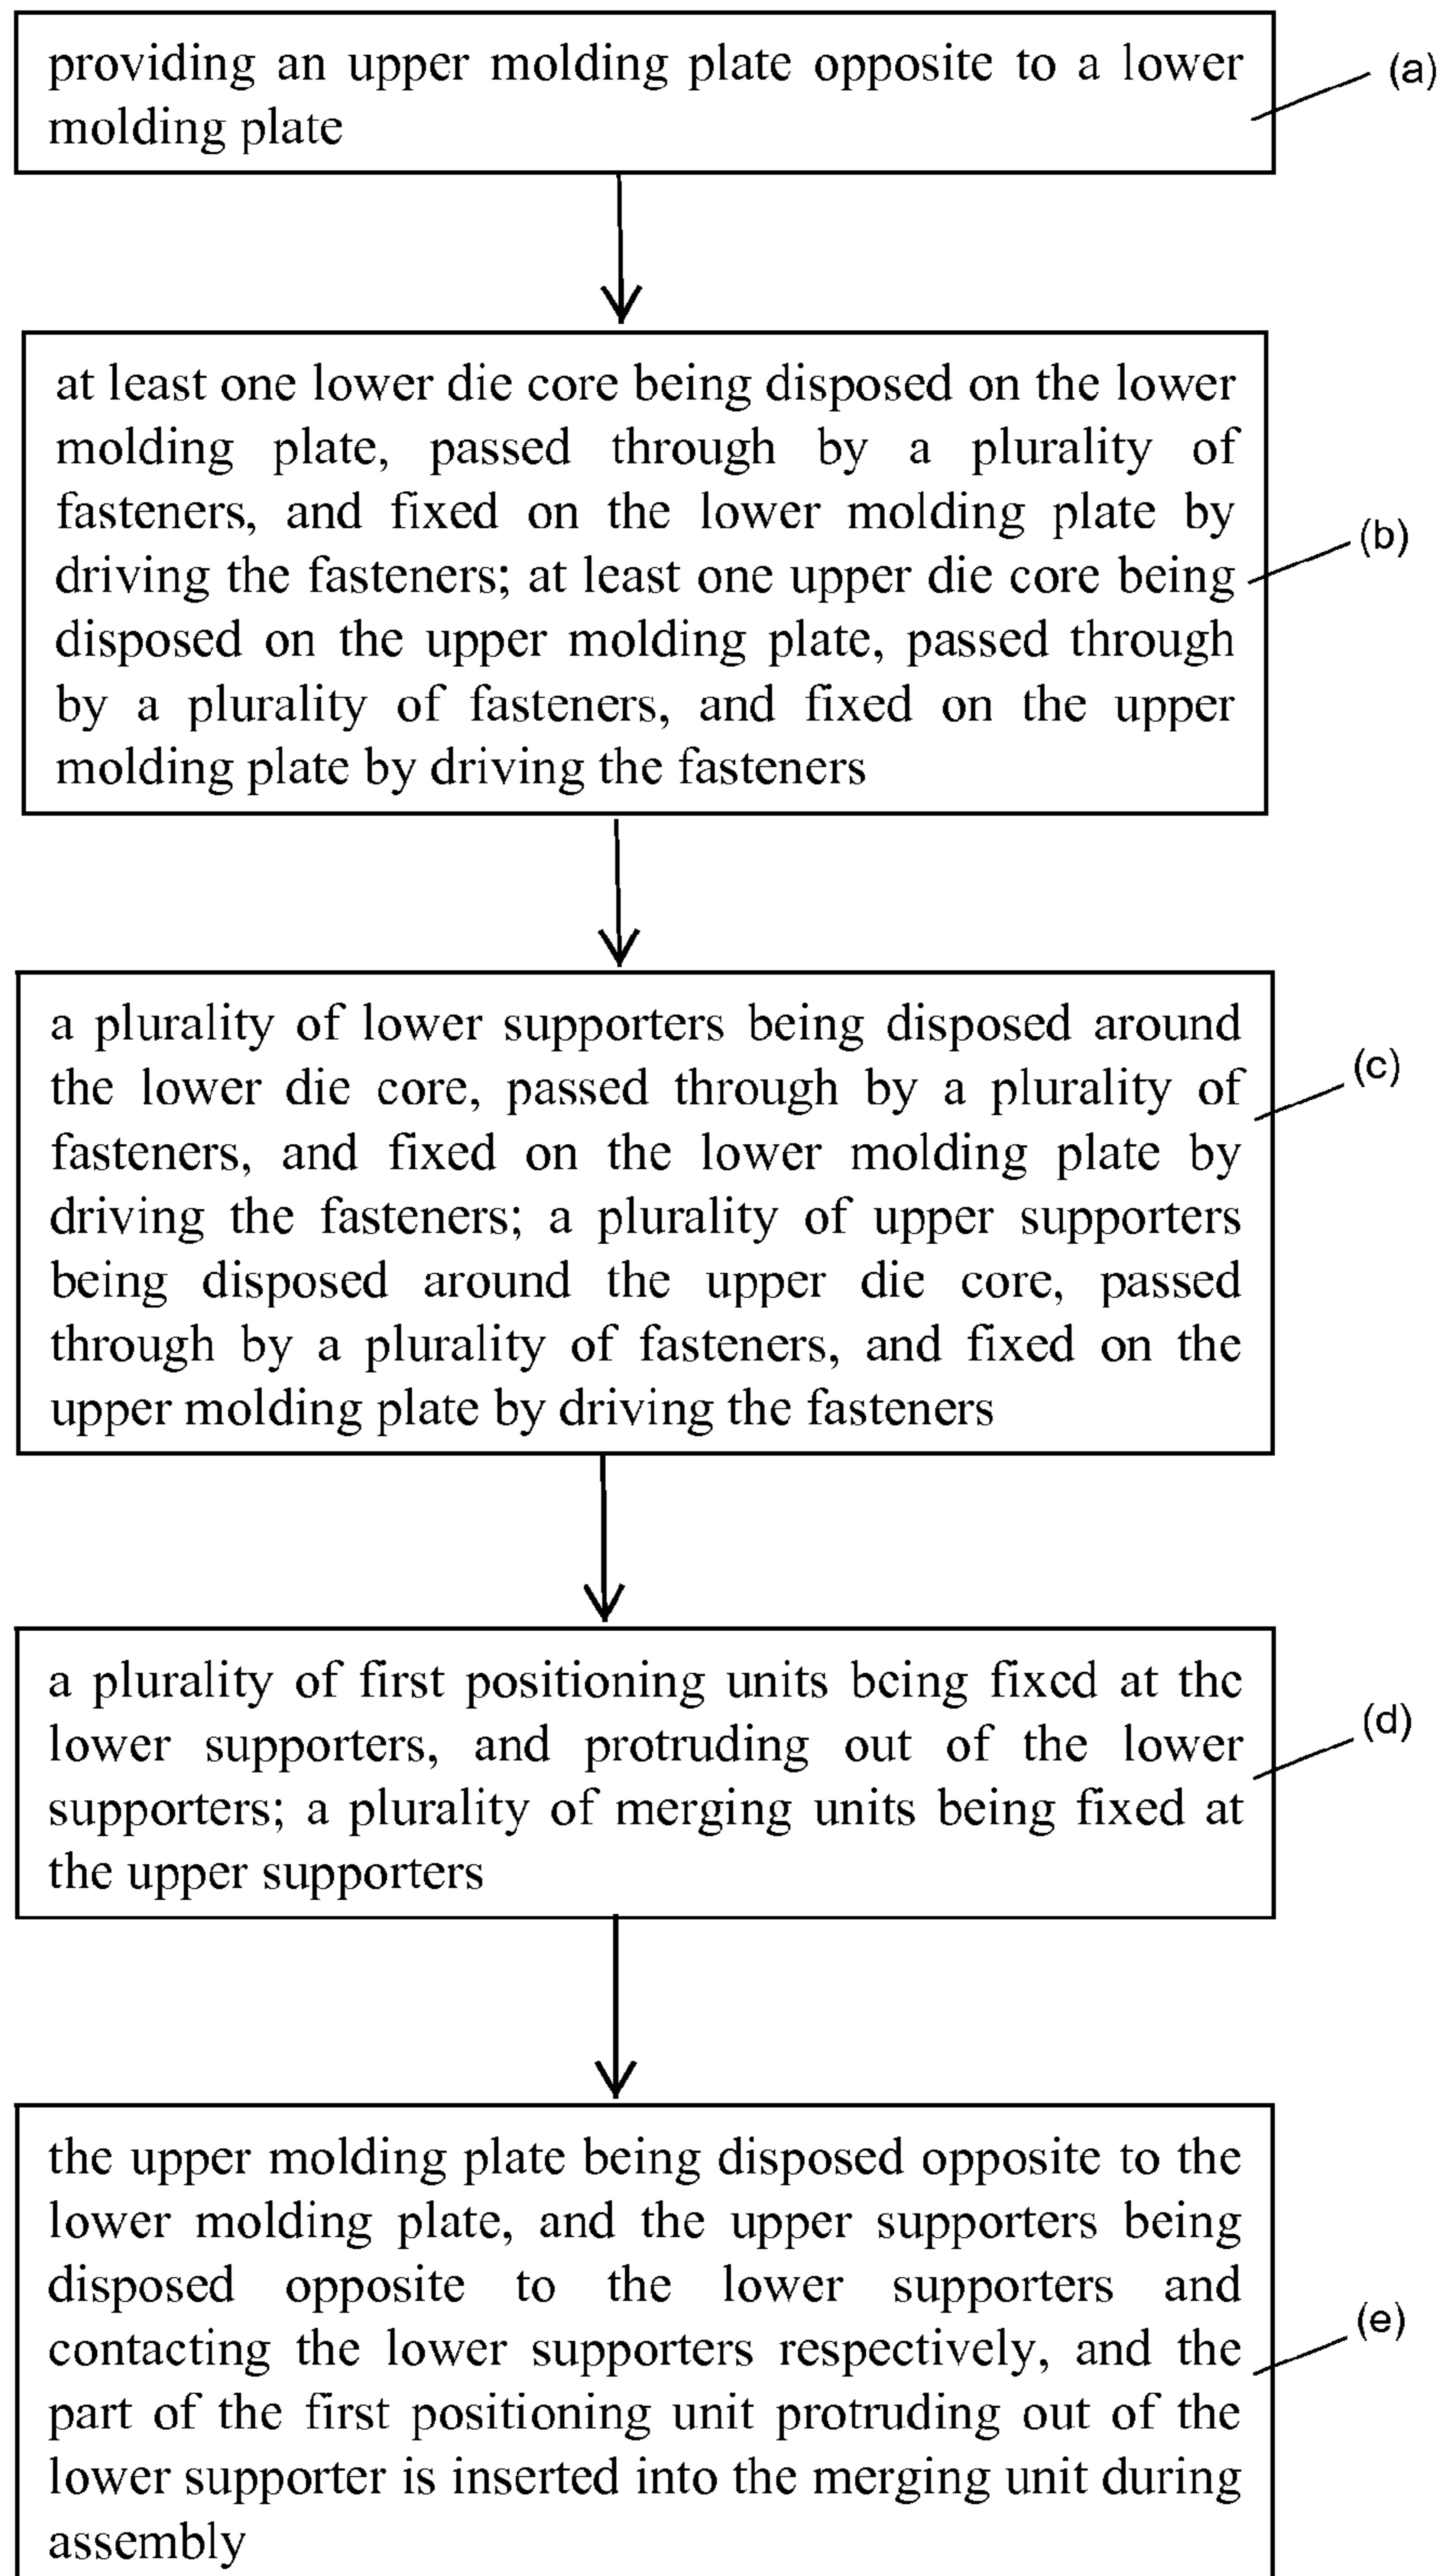 providing an upper molding plate opposite to a lower
molding plate
(a)
at least one lower die core being disposed on the lower
molding plate, passed through by a plurality of
fasteners, and fixed on the lower molding plate by
driving the fasteners; at least one upper die core being
disposed on the upper molding plate, passed through
by a plurality of fasteners, and fixed on the upper
molding plate by driving the fasteners
(b)
a plurality of lower supporters being disposed around
the lower die core, passed through by a plurality of
fasteners, and fixed on the lower molding plate by
driving the fasteners; a plurality of upper supporters
being disposed around the upper die core, passed
through by a plurality of fasteners, and fixed on the
upper molding plate by driving the fasteners
(c)
a plurality of first positioning units being fixed at the
lower supporters, and protruding out of the lower
supporters; a plurality of merging units being fixed at
the upper supporters
(d)
the upper molding plate being disposed opposite to the
lower molding plate, and the upper supporters being
disposed opposite to the lower supporters and
contacting the lower supporters respectively, and the
part of the first positioning unit protruding out of the
lower supporter is inserted into the merging unit during
assembly
(e)